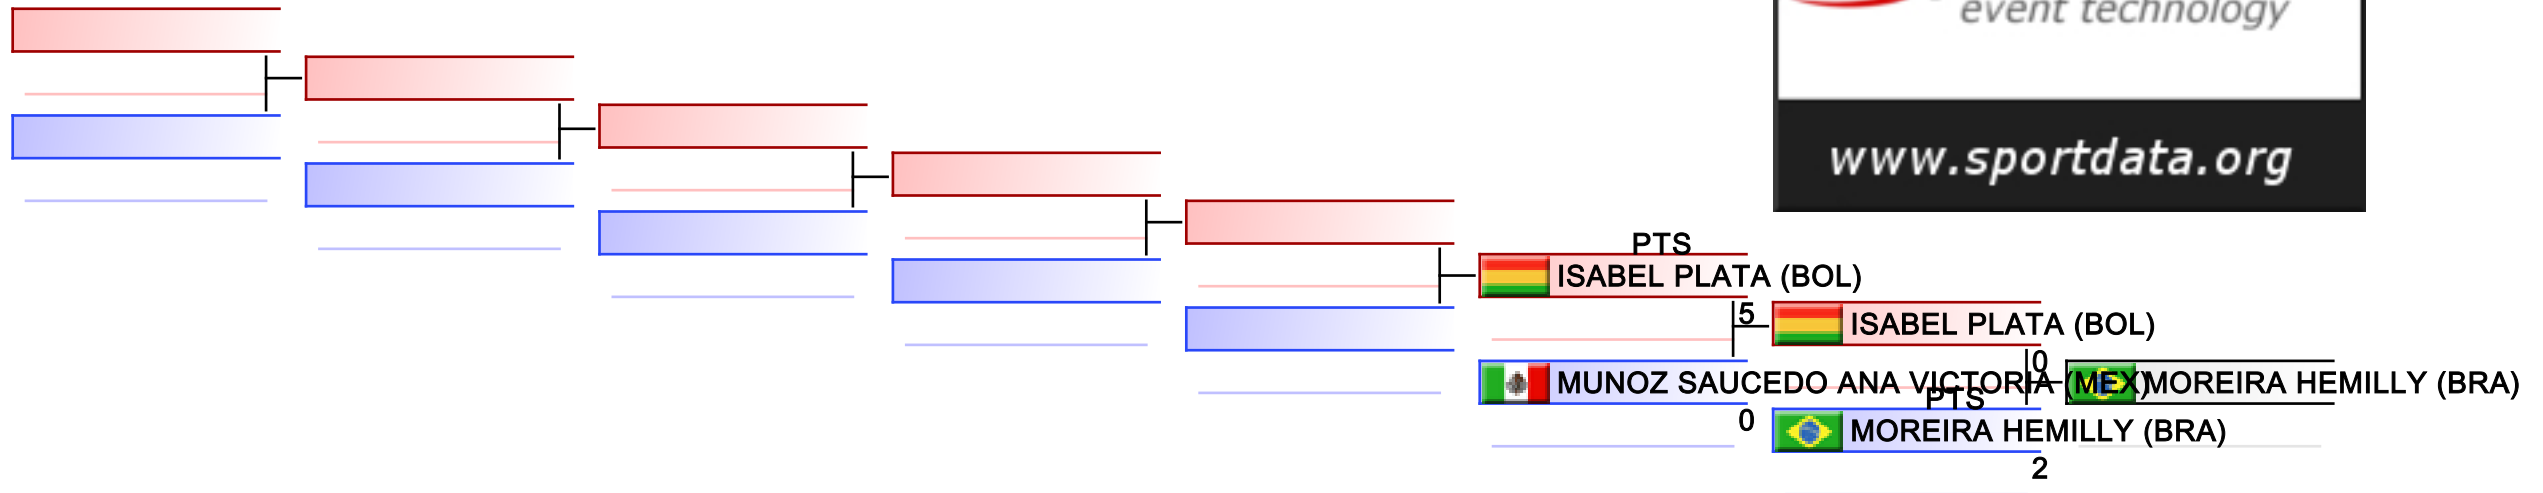 event technology
www.sportdata.org
PTS
ISABEL PLATA (BOL)
5
ISABEL PLATA (BOL)
0
MUNOZ SAUCEDO ANA VICTORIA (MEX)
MOREIRA HEMILLY (BRA)
PTS
0
MOREIRA HEMILLY (BRA)
2